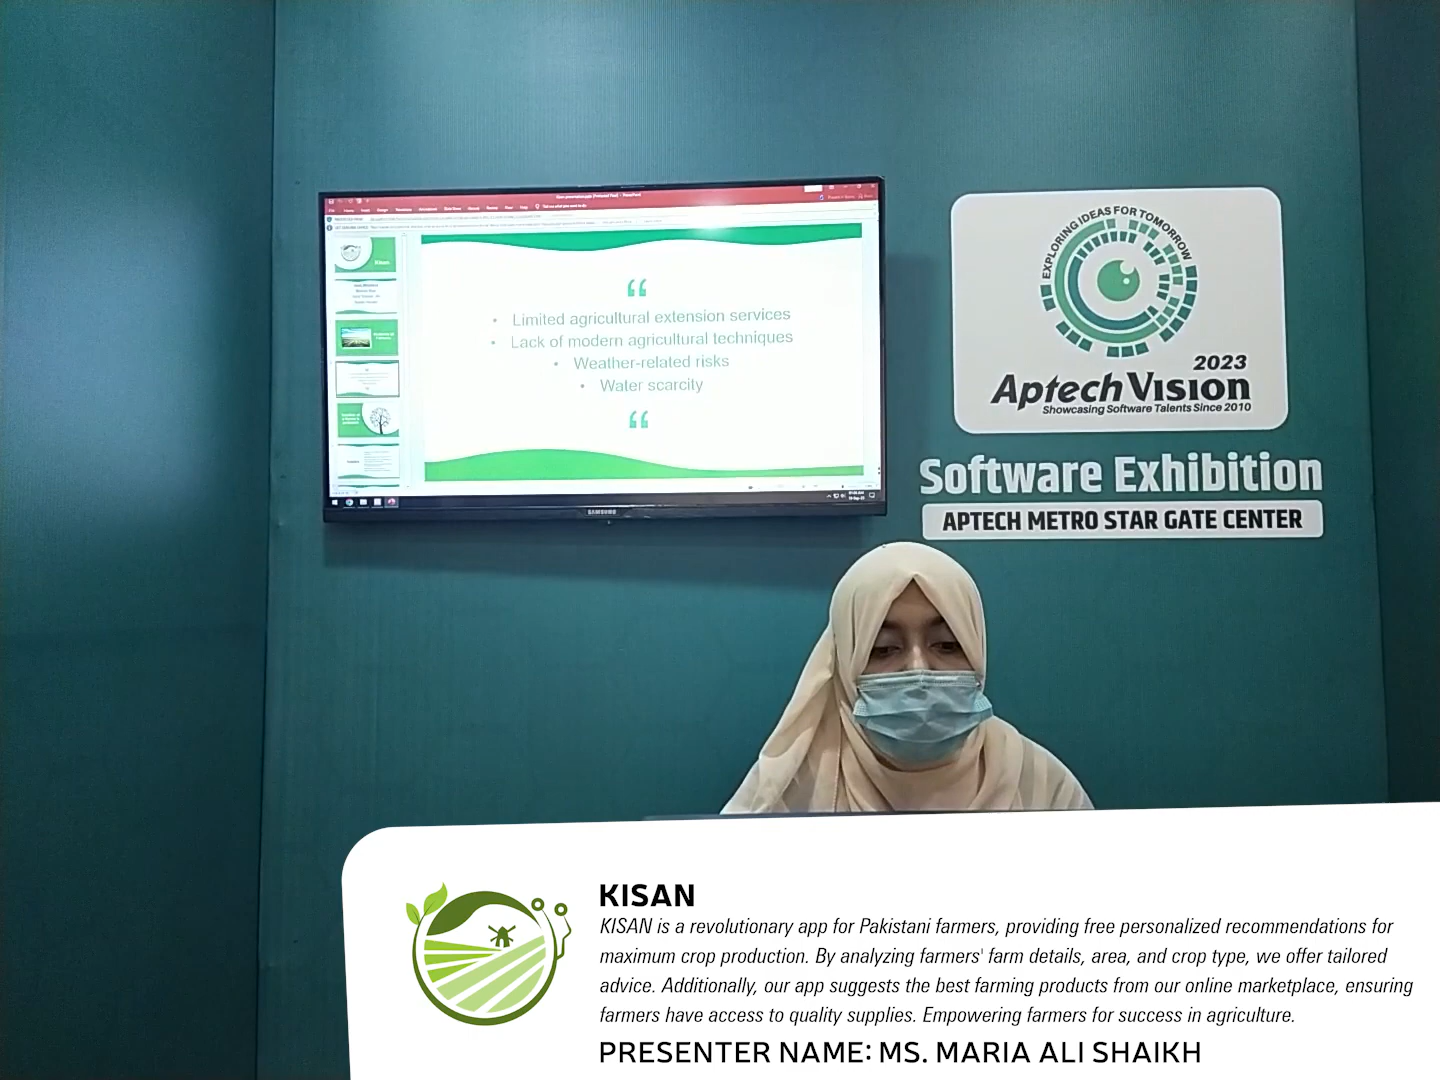 Limited agricultural extension services
Lack of modern agricultural techniques
Weather-related risks
Water scarcity
SAMSUNG
EXPLORING IDEAS FOR TOMORROW
2023
Aptech Vision
Showcasing Software Talents Since 2010
Software Exhibition
APTECH METRO STAR GATE CENTER
KISAN
KISAN is a revolutionary app for Pakistani farmers, providing free personalized recommendations for
maximum crop production. By analyzing farmers' farm details, area, and crop type, we offer tailored
advice. Additionally, our app suggests the best farming products from our online marketplace, ensuring
farmers have access to quality supplies. Empowering farmers for success in agriculture.
PRESENTER NAME: MS. MARIA ALI SHAIKH